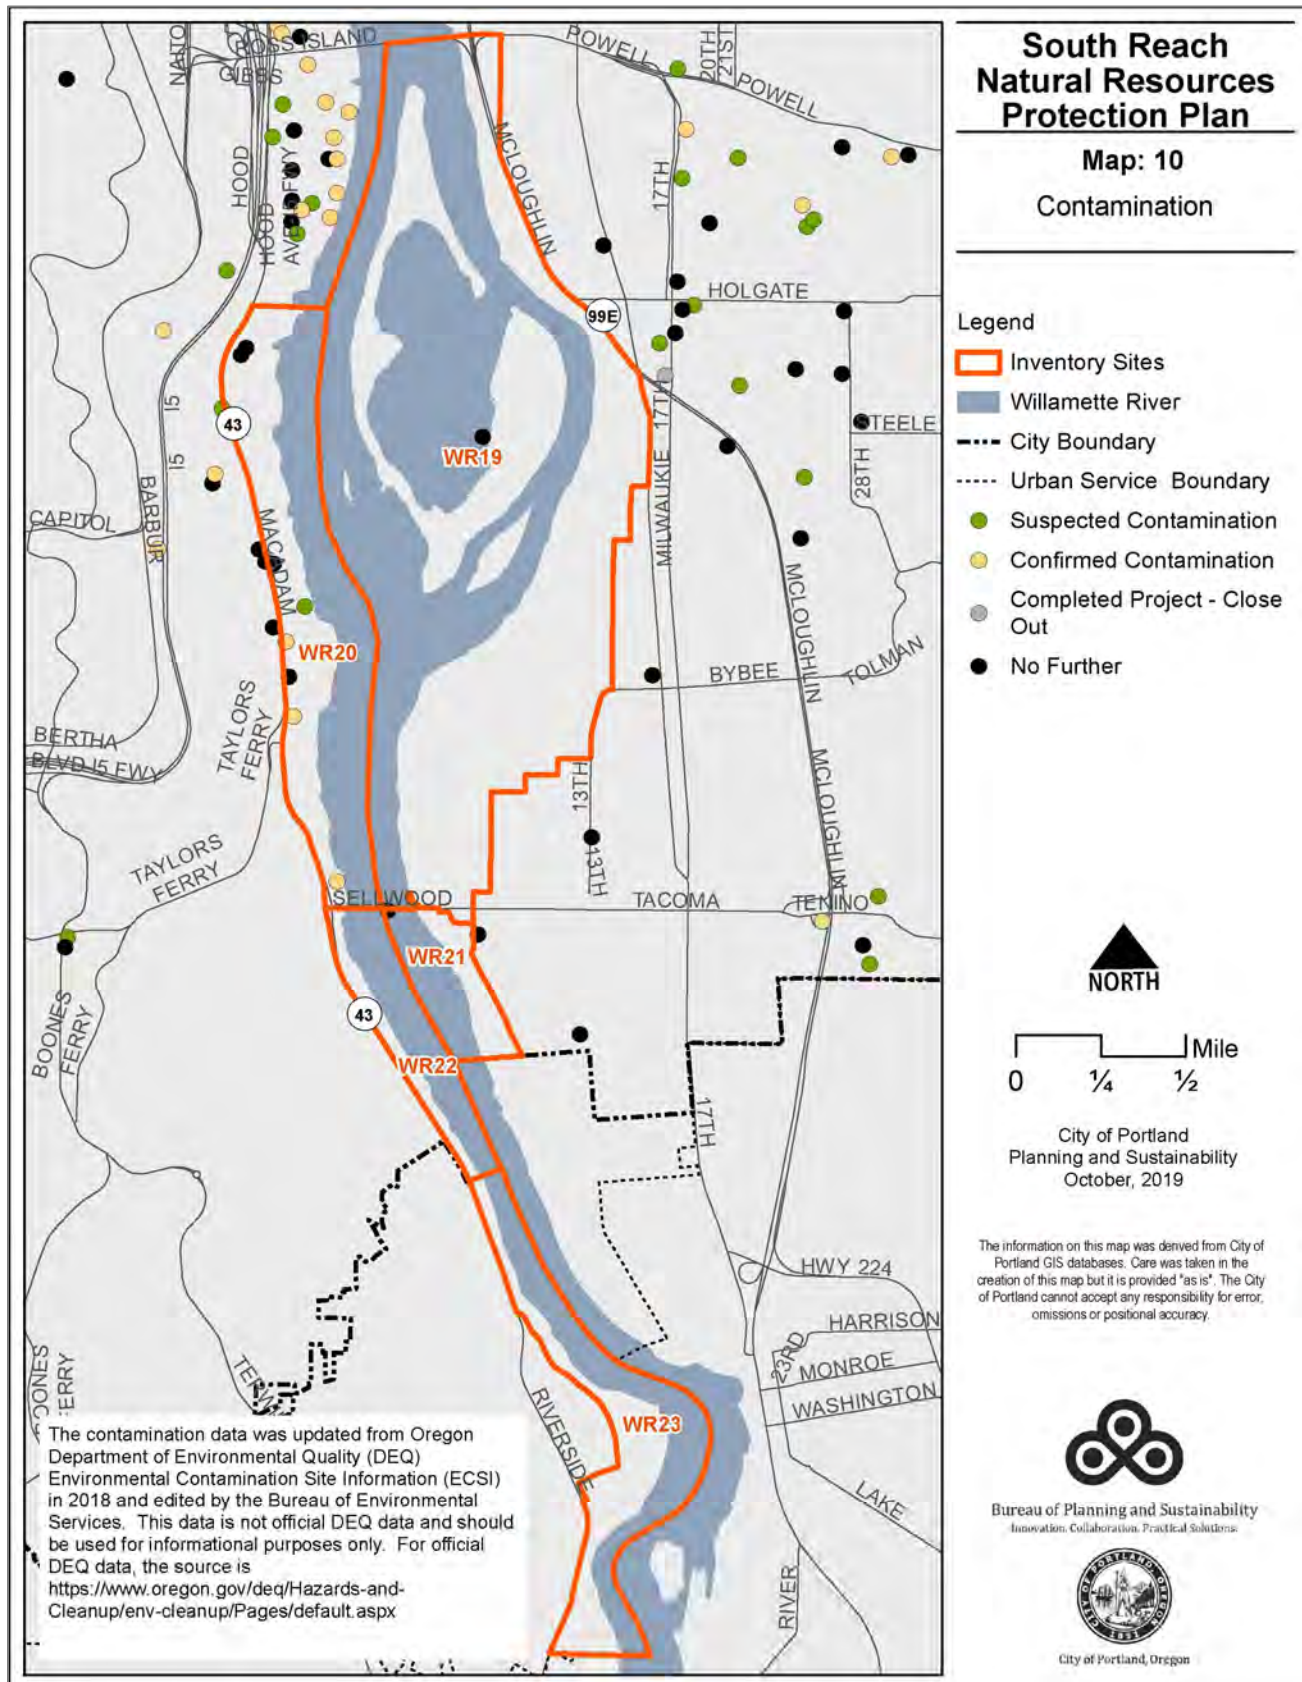 South Reach
Natural Resources
Protection Plan
Map: 10
Contamination
Legend
Inventory Sites
Willamette River
City Boundary
Urban Service Boundary
Suspected Contamination
Confirmed Contamination
Completed Project - Close
Out
No Further
NORTH
Mile
0 ¼ ½
City of Portland
Planning and Sustainability
October, 2019
The information on this map was derived from City of
Portland GIS databases. Care was taken in the
creation of this map but it is provided "as is". The City
of Portland cannot accept any responsibility for error,
omissions or positional accuracy.
Bureau of Planning and Sustainability
Innovation. Collaboration. Practical Solutions.
CITY OF PORTLAND, OREGON
1851
City of Portland, Oregon
NAITO
ROSS ISLAND
GIBBS
POWELL
20TH
21ST
POWELL
HOOD
HOOD
AVE I5 FWY
MCLOUGHLIN
17TH
HOLGATE
99E
I5
I5
43
BARBUR
CAPITOL
MACADAM
WR19
MILWAUKIE
17TH
STEELE
28TH
MCLOUGHLIN
WR20
BYBEE
TOLMAN
TAYLORS
FERRY
BERTHA
BLVD I5 FWY
13TH
MCLOUGHLIN
13TH
TAYLORS
FERRY
SELLWOOD
TACOMA
TENINO
WR21
BOONES
FERRY
43
WR22
17TH
HWY 224
HARRISON
23RD
MONROE
WASHINGTON
BOONES
FERRY
TERW
RIVERSIDE
WR23
LAKE
RIVER
The contamination data was updated from Oregon
Department of Environmental Quality (DEQ)
Environmental Contamination Site Information (ECSI)
in 2018 and edited by the Bureau of Environmental
Services. This data is not official DEQ data and should
be used for informational purposes only. For official
DEQ data, the source is
https://www.oregon.gov/deq/Hazards-and-
Cleanup/env-cleanup/Pages/default.aspx